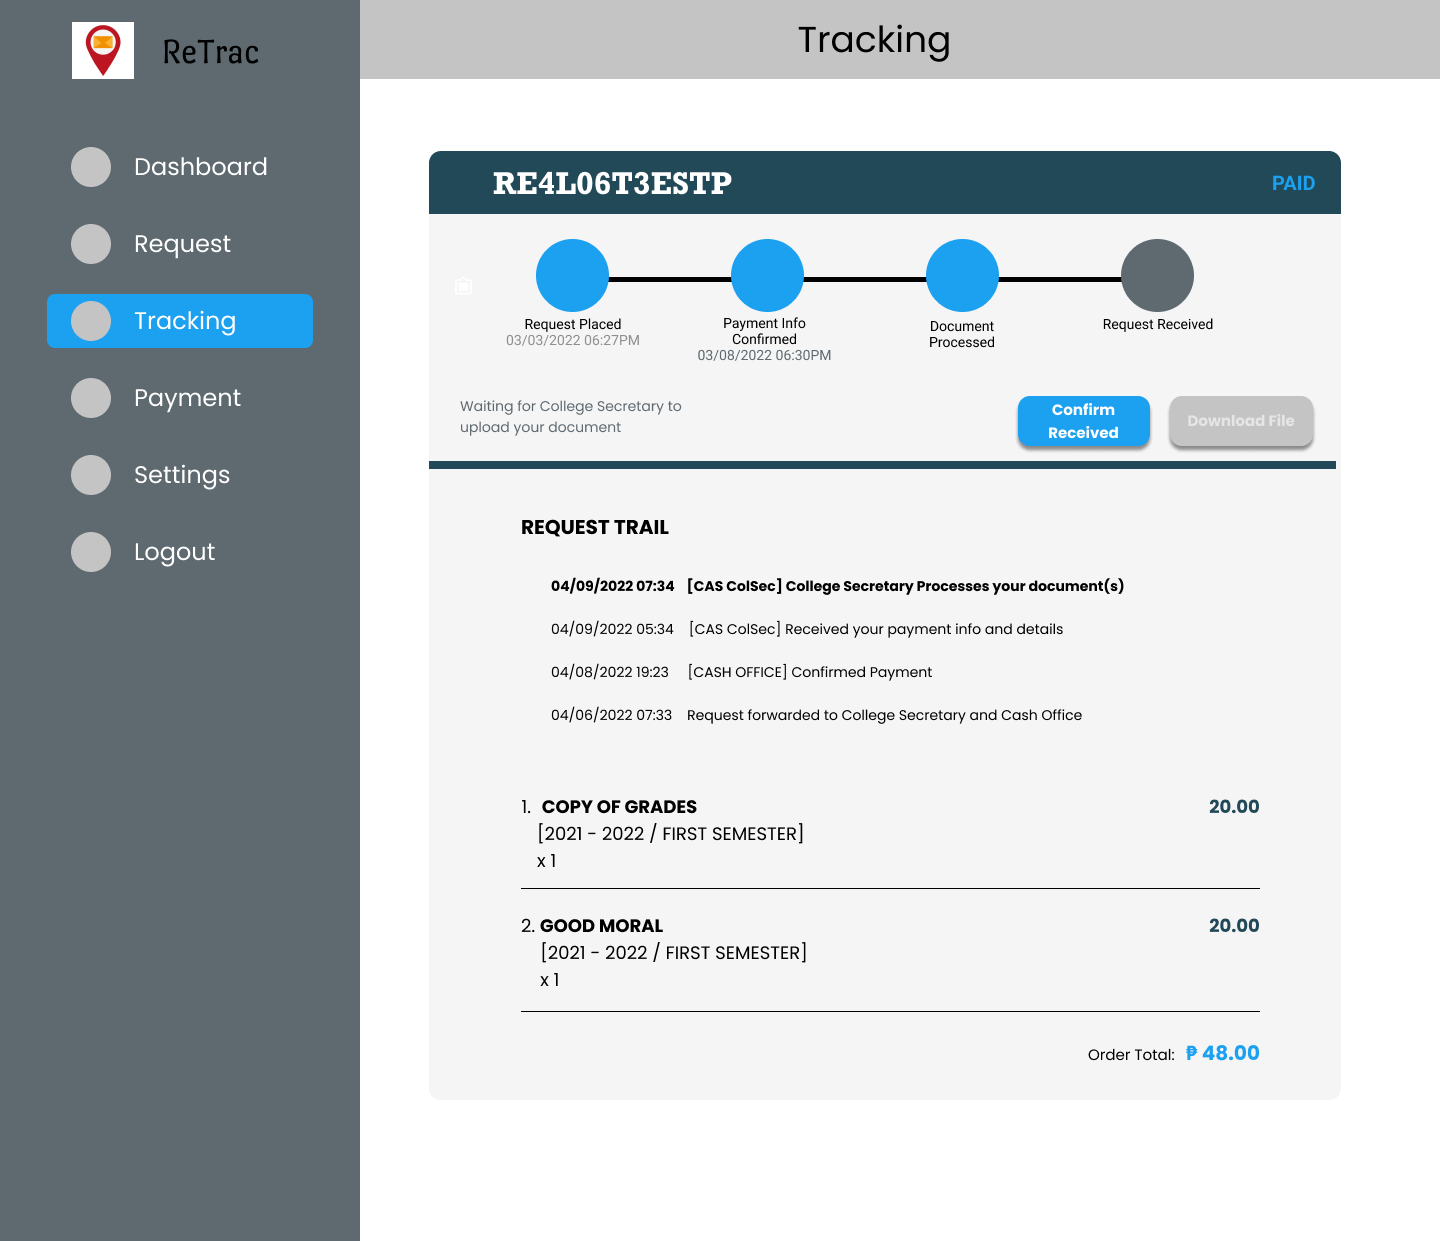 ReTrac
Tracking
Dashboard
Request
Tracking
Payment
Settings
Logout
RE4L06T3ESTP
PAID
Request Placed
03/03/2022 06:27PM
Payment Info
Confirmed
03/08/2022 06:30PM
Document
Processed
Request Received
Waiting for College Secretary to
upload your document
Confirm
Received
Download File
REQUEST TRAIL
04/09/2022 07:34 [CAS ColSec] College Secretary Processes your document(s)
04/09/2022 05:34 [CAS ColSec] Received your payment info and details
04/08/2022 19:23 [CASH OFFICE] Confirmed Payment
04/06/2022 07:33 Request forwarded to College Secretary and Cash Office
1. COPY OF GRADES 20.00
[2021 - 2022 / FIRST SEMESTER]
x 1
2. GOOD MORAL 20.00
[2021 - 2022 / FIRST SEMESTER]
x 1
Order Total: ₱ 48.00